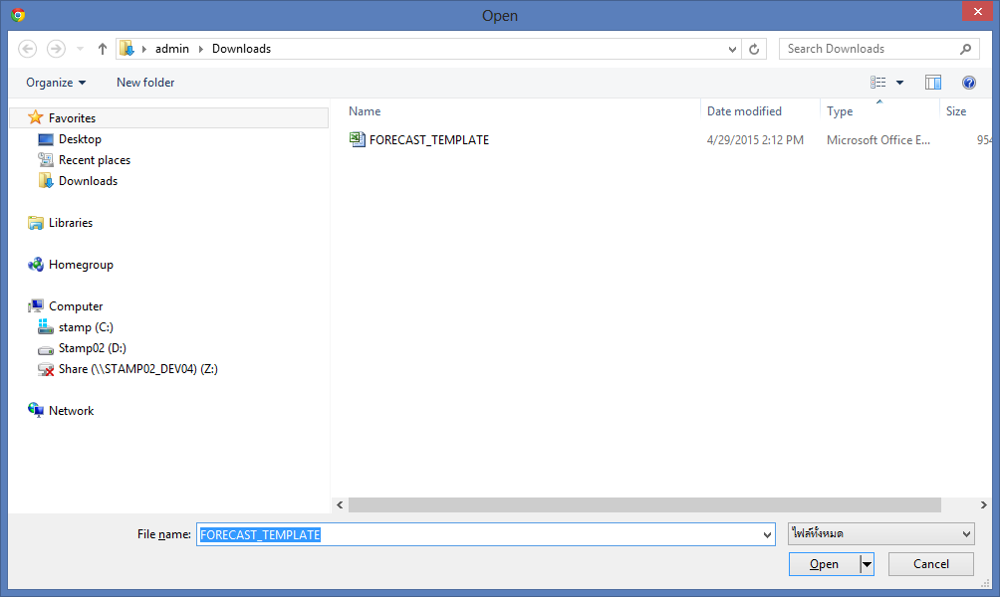 Open
admin Downloads
Search Downloads
Organize New folder
Name Date modified Type Size
FORECAST_TEMPLATE 4/29/2015 2:12 PM Microsoft Office E... 954
Favorites
Desktop
Recent places
Downloads
Libraries
Homegroup
Computer
stamp (C:)
Stamp02 (D:)
Share (\\STAMP02_DEV04) (Z:)
Network
File name: FORECAST_TEMPLATE ไฟล์ทั้งหมด
Open Cancel